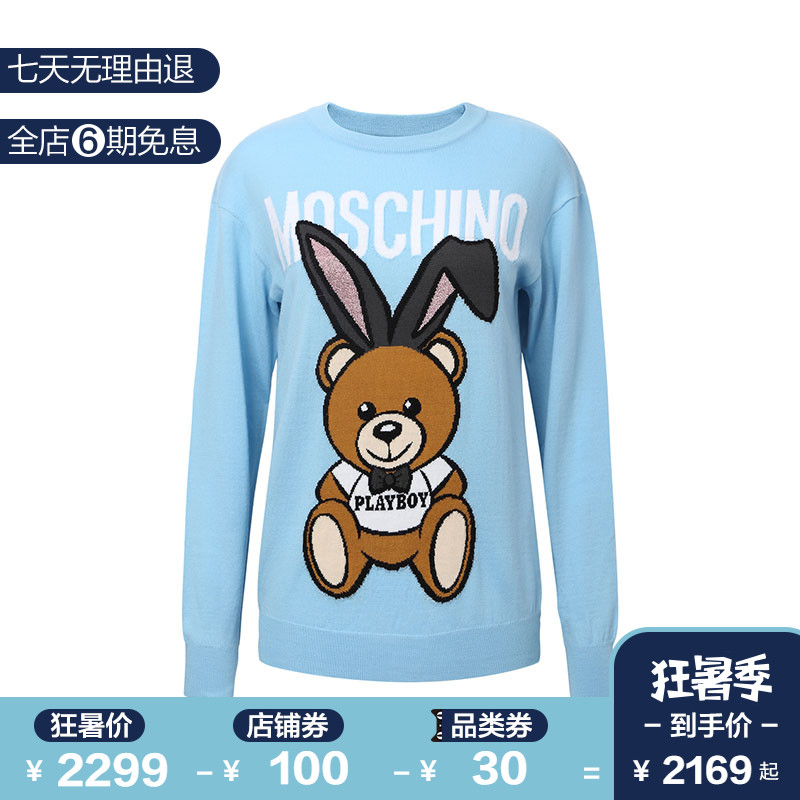 七天无理由退
全店6期免息
MOSCHINO
PLAYBOY
狂暑季
狂暑价 店铺券 品类券 –到手价–
¥ 2299 –¥ 100 –¥ 30 = ¥ 2169 起